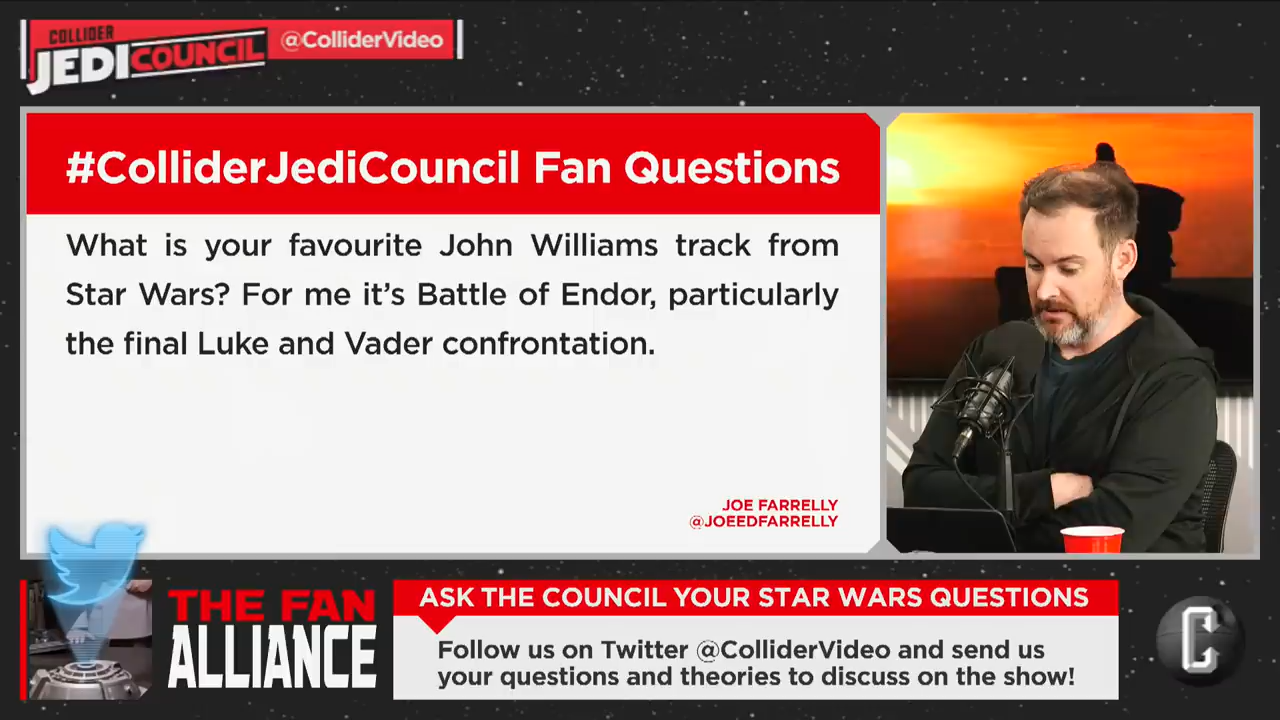 COLLIDER
JEDI COUNCIL
@ColliderVideo
#ColliderJediCouncil Fan Questions
What is your favourite John Williams track from
Star Wars? For me it's Battle of Endor, particularly
the final Luke and Vader confrontation.
JOE FARRELLY
@JOEEDFARRELLY
THE FAN
ALLIANCE
ASK THE COUNCIL YOUR STAR WARS QUESTIONS
Follow us on Twitter @ColliderVideo and send us
your questions and theories to discuss on the show!
C